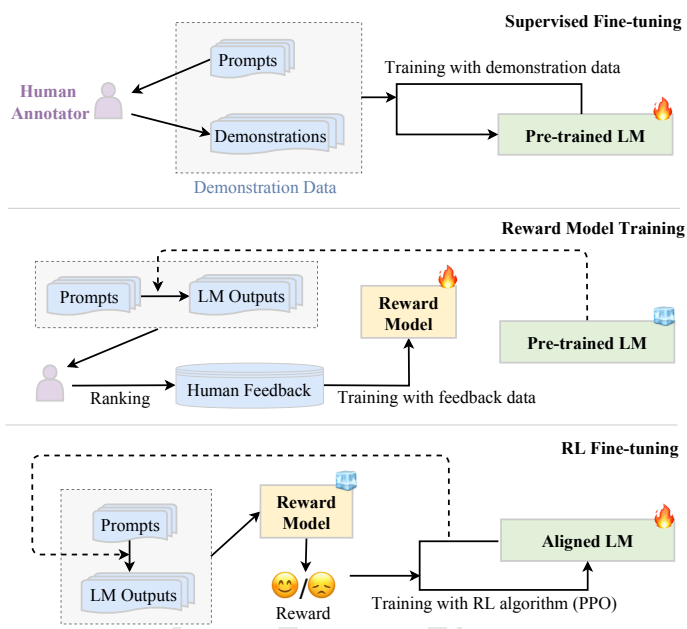 Supervised Fine-tuning
Prompts
Training with demonstration data
Human
Annotator
Demonstrations
Pre-trained LM
Demonstration Data
Reward Model Training
Prompts
LM Outputs
Reward
Model
Pre-trained LM
Human Feedback
Ranking
Training with feedback data
RL Fine-tuning
Reward
Model
Prompts
Aligned LM
LM Outputs
/
Reward
Training with RL algorithm (PPO)